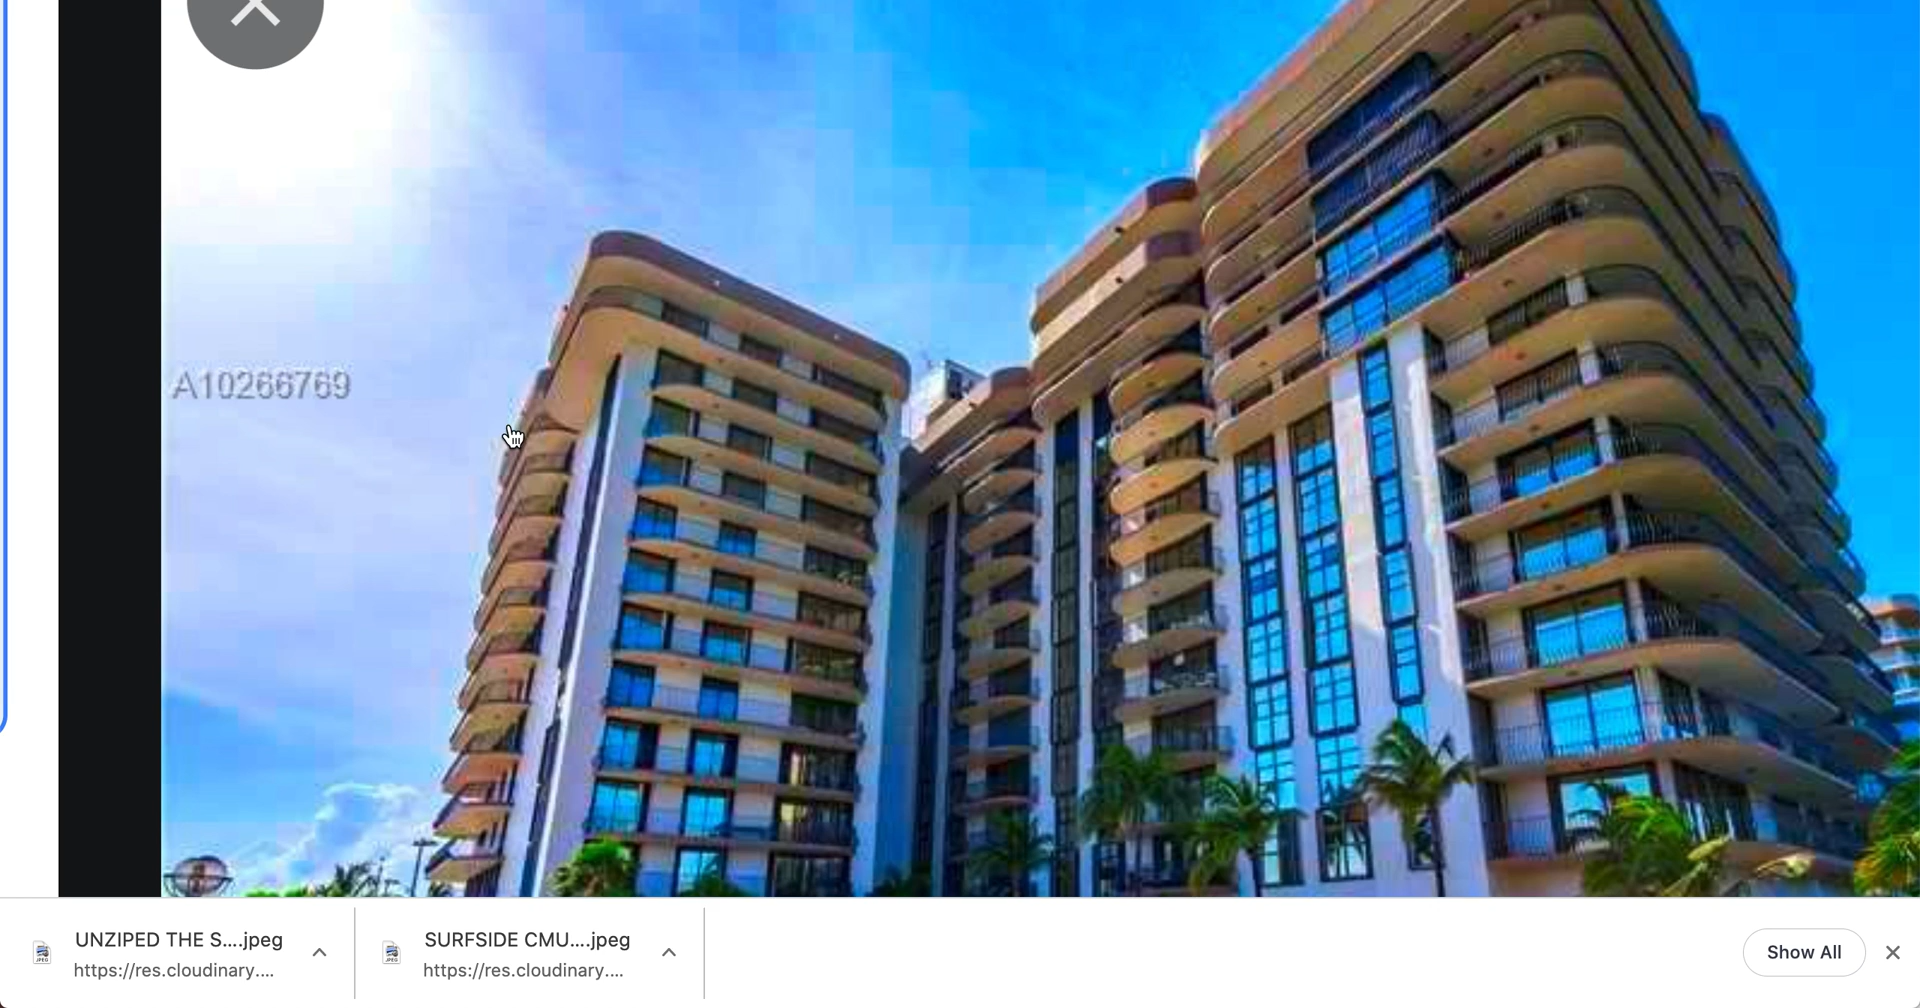 A10266769
UNZIPED THE S....jpeg
https://res.cloudinary....
SURFSIDE CMU....jpeg
https://res.cloudinary....
Show All